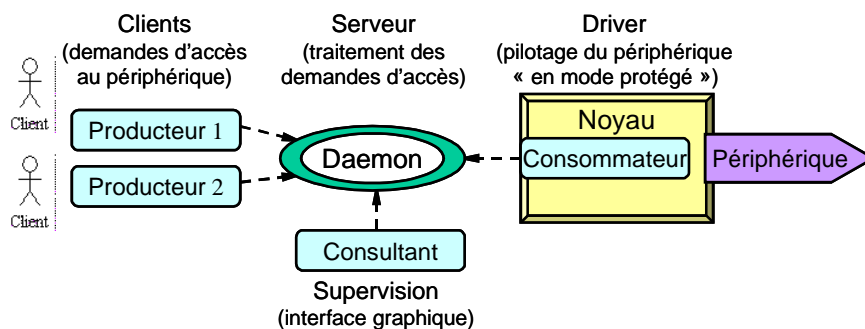 Clients
(demandes d'accès
au périphérique)
Serveur
(traitement des
demandes d'accès)
Driver
(pilotage du périphérique
« en mode protégé »)
Client
Producteur 1
Client
Producteur 2
Daemon
Noyau
Consommateur
Périphérique
Consultant
Supervision
(interface graphique)